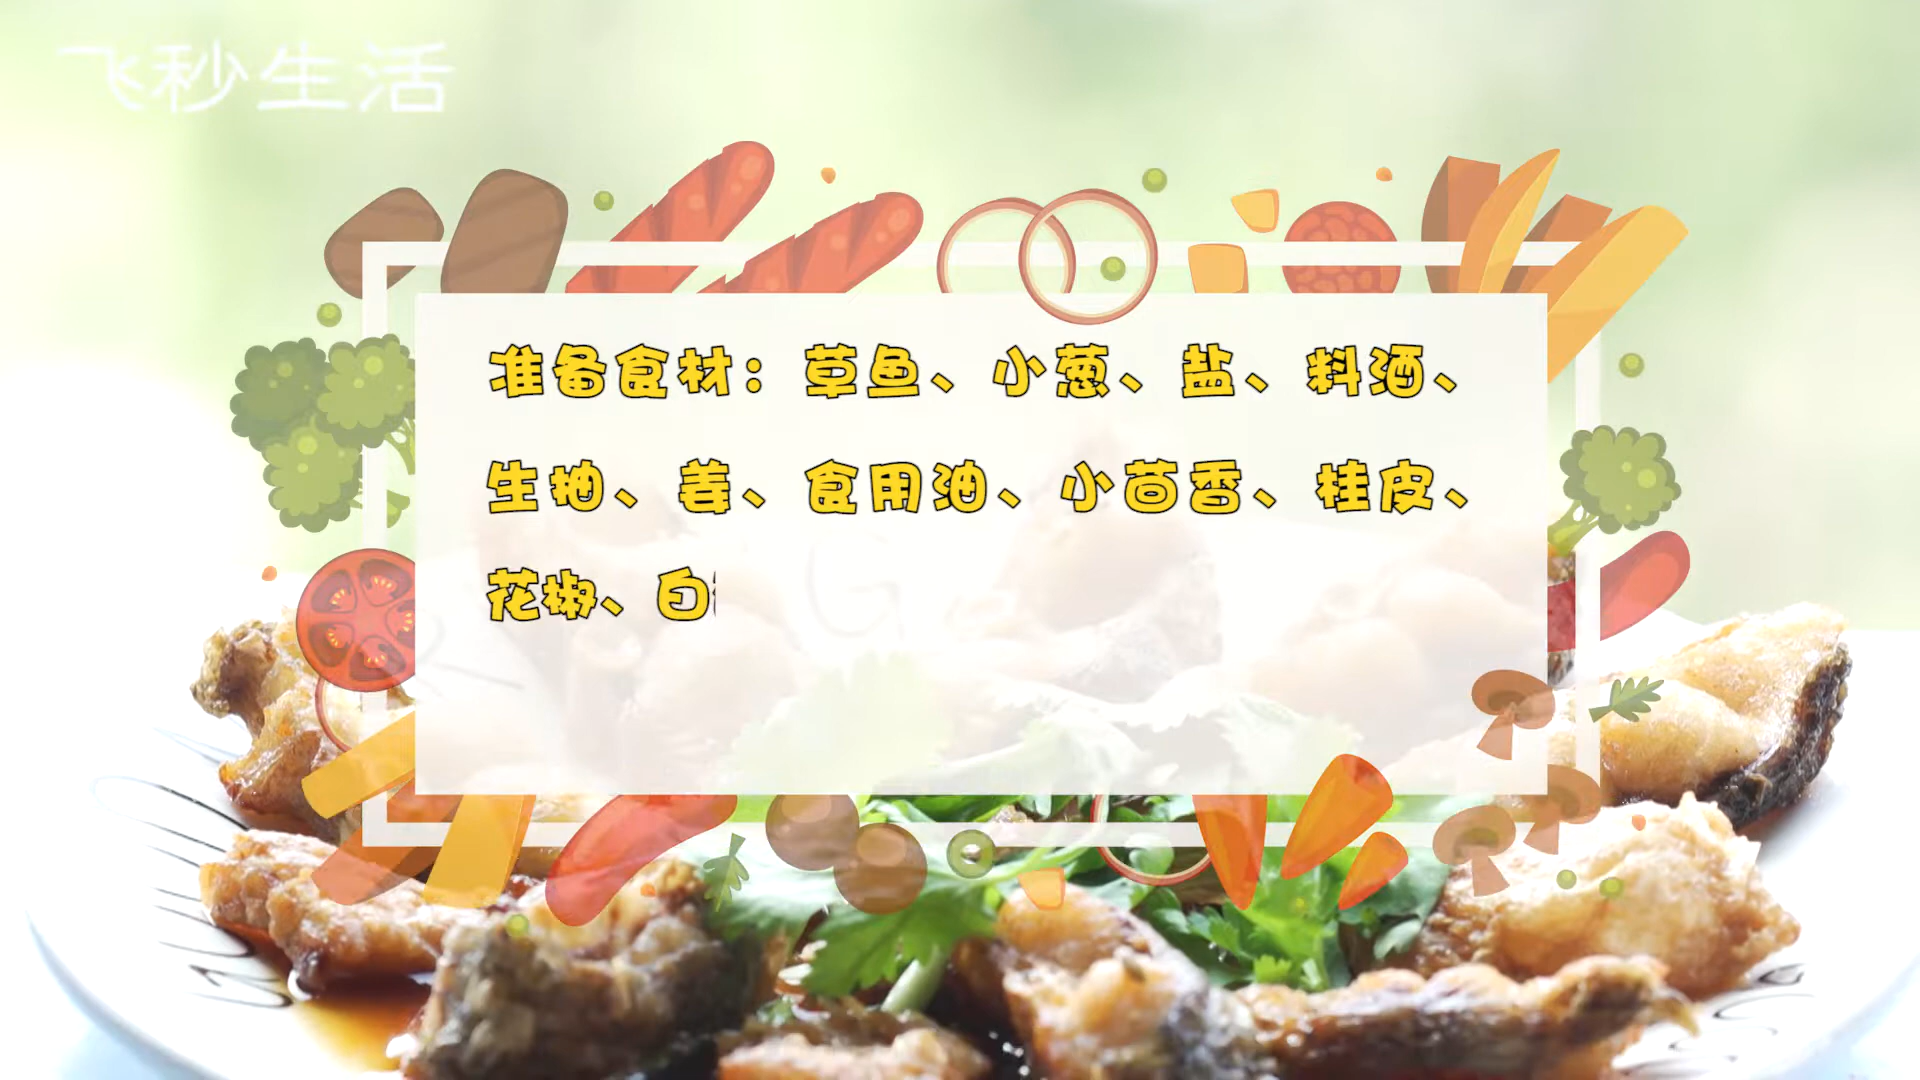 飞秒生活
准备食材：草鱼、小葱、盐、料酒、
生抽、姜、食用油、小茴香、桂皮、
花椒、白